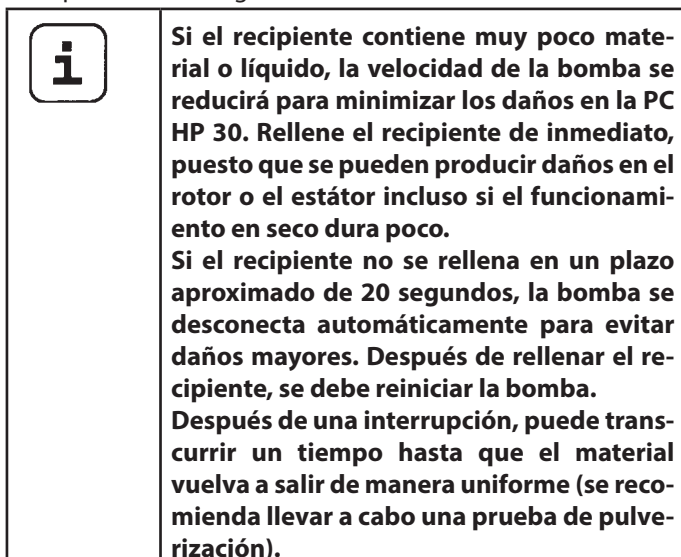 i
Si el recipiente contiene muy poco mate-
rial o líquido, la velocidad de la bomba se
reducirá para minimizar los daños en la PC
HP 30. Rellene el recipiente de inmediato,
puesto que se pueden producir daños en el
rotor o el estátor incluso si el funcionami-
ento en seco dura poco.
Si el recipiente no se rellena en un plazo
aproximado de 20 segundos, la bomba se
desconecta automáticamente para evitar
daños mayores. Después de rellenar el re-
cipiente, se debe reiniciar la bomba.
Después de una interrupción, puede trans-
currir un tiempo hasta que el material
vuelva a salir de manera uniforme (se reco-
mienda llevar a cabo una prueba de pulve-
rización).